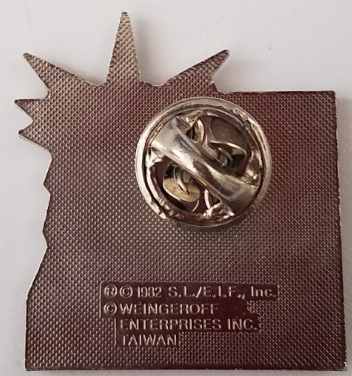 ®© 1982 S.L./E.I.F., Inc.
© WEINGEROFF
ENTERPRISES INC.
TAIWAN